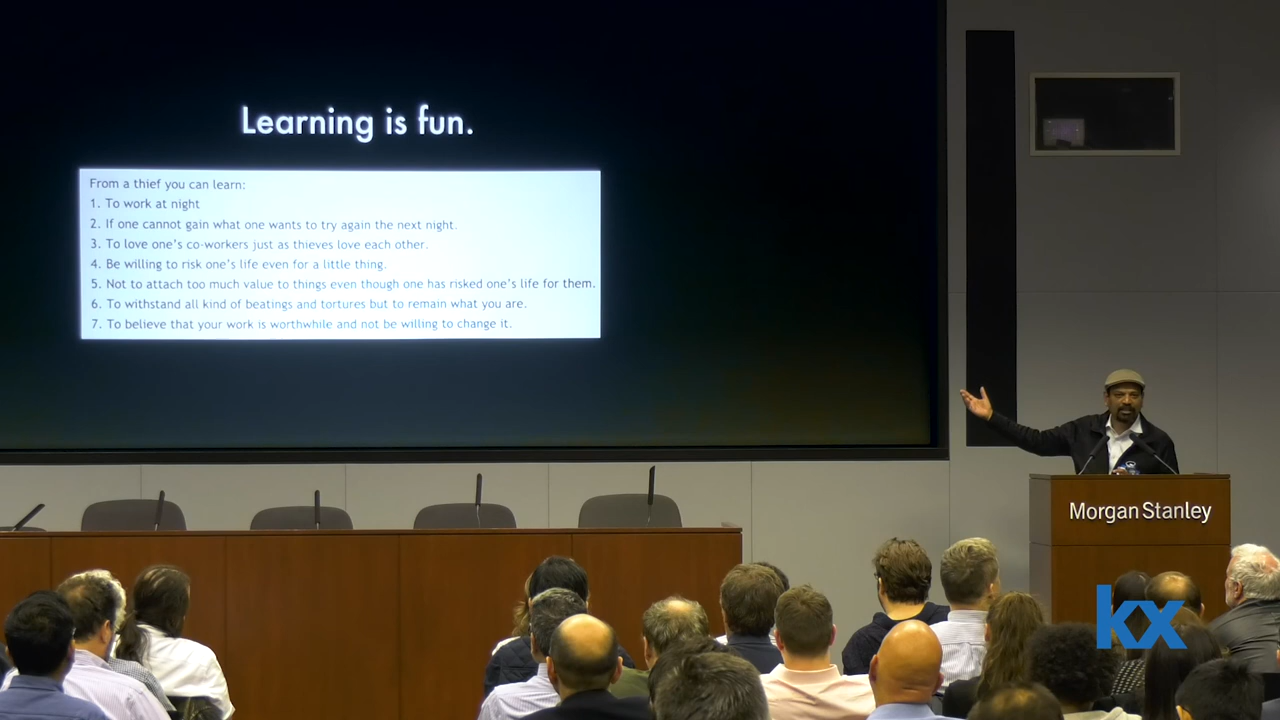 Learning is fun.
From a thief you can learn:
1. To work at night
2. If one cannot gain what one wants to try again the next night.
3. To love one's co-workers just as thieves love each other.
4. Be willing to risk one's life even for a little thing.
5. Not to attach too much value to things even though one has risked one's life for them.
6. To withstand all kind of beatings and tortures but to remain what you are.
7. To believe that your work is worthwhile and not be willing to change it.
Morgan Stanley
kx